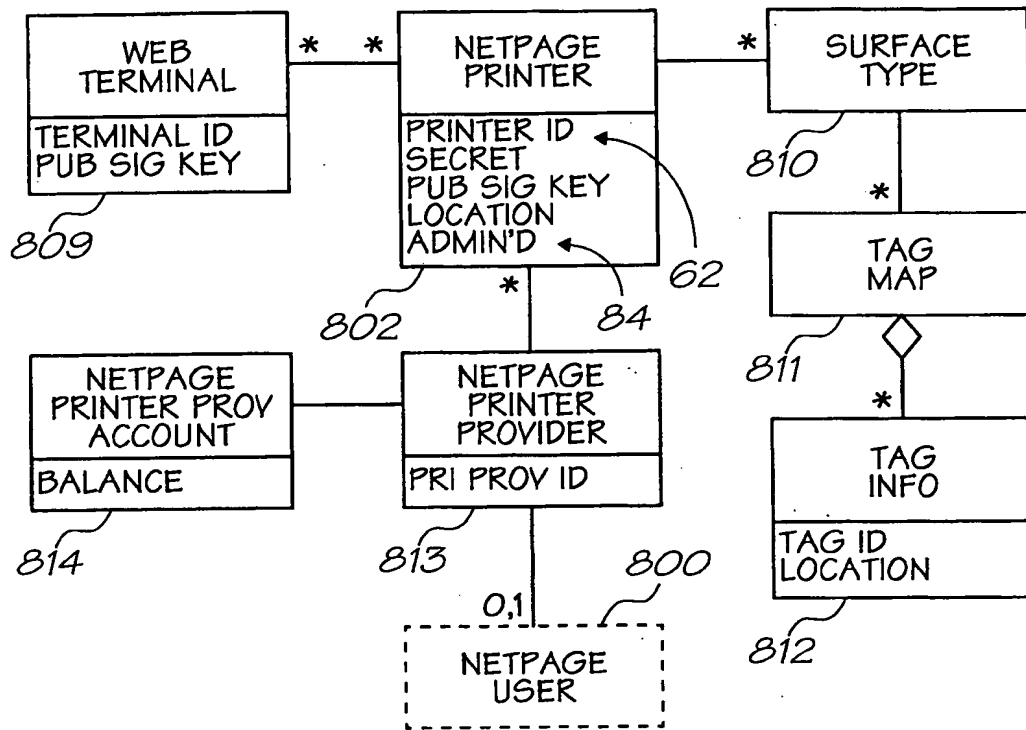 WEB
TERMINAL
TERMINAL ID
PUB SIG KEY
809
* *
NETPAGE
PRINTER
PRINTER ID
SECRET
PUB SIG KEY
LOCATION
ADMIN'D
62
84
802
*
*
SURFACE
TYPE
810
*
TAG
MAP
811
*
TAG
INFO
TAG ID
LOCATION
812
NETPAGE
PRINTER PROV
ACCOUNT
BALANCE
814
NETPAGE
PRINTER
PROVIDER
PRI PROV ID
813
800
0,1
NETPAGE
USER